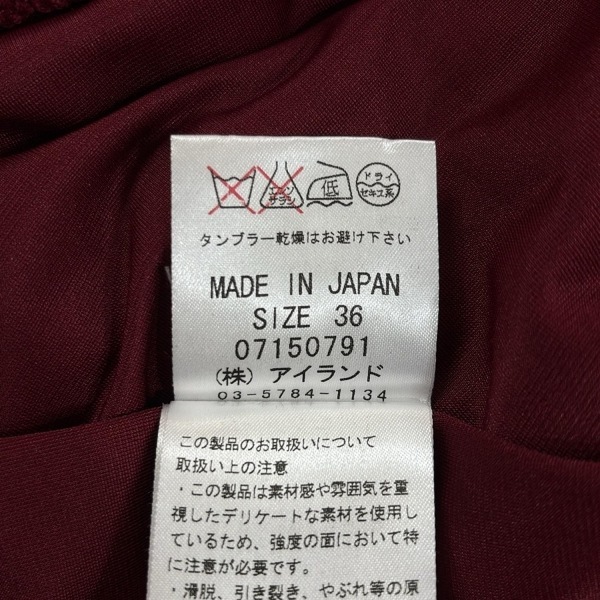 エンソ
サラシ
低
ドライ
セキユ系
タンブラー乾燥はお避け下さい
MADE IN JAPAN
SIZE 36
07150791
(株) アイランド
03-5784-1134
この製品のお取扱いについて
取扱い上の注意
・この製品は素材感や雰囲気を重
視したデリケートな素材を使用し
ているため、強度の面において特
に注意が必要です。
・滑脱、引き裂き、やぶれ等の原